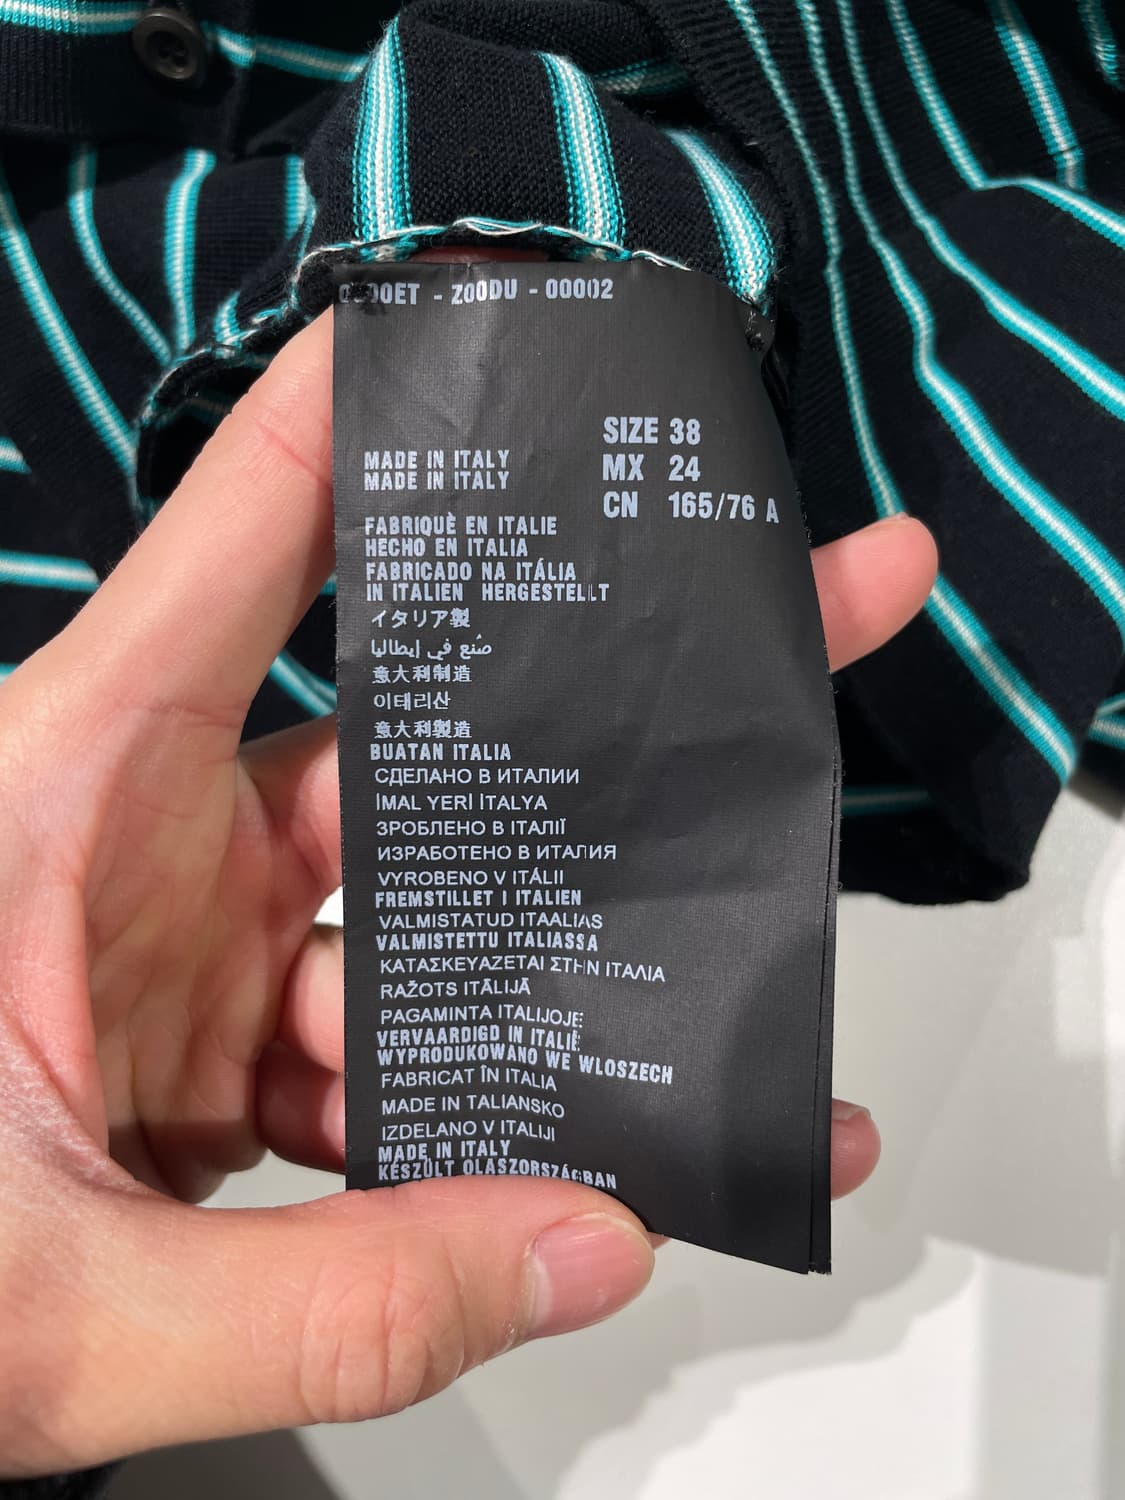 - Z00DU - 00002
SIZE 38
MX 24
CN 165/76 A
MADE IN ITALY
MADE IN ITALY
FABRIQUÈ EN ITALIE
HECHO EN ITALIA
FABRICADO NA ITÁLIA
IN ITALIEN HERGESTELLT
イタリア製
صُنع في إيطاليا
意大利制造
이테리산
意大利製造
BUATAN ITALIA
СДЕЛАНО В ИТАЛИИ
İMAL YERİ İTALYA
ЗРОБЛЕНО В ІТАЛІЇ
ИЗРАБОТЕНО В ИТАЛИЯ
VYROBENO V ITÁLII
FREMSTILLET I ITALIEN
VALMISTATUD ITAALIAS
VALMISTETTU ITALIASSA
ΚΑΤΑΣΚΕΥΑΖΕΤΑΙ ΣΤΗΝ ΙΤΑΛΙΑ
RAŽOTS ITĀLIJĀ
PAGAMINTA ITALIJOJE
VERVAARDIGD IN ITALIË
WYPRODUKOWANO WE WLOSZECH
FABRICAT ÎN ITALIA
MADE IN TALIANSKO
IZDELANO V ITALIJI
MADE IN ITALY
KÉSZÜLT OLASZORSZÁGBAN